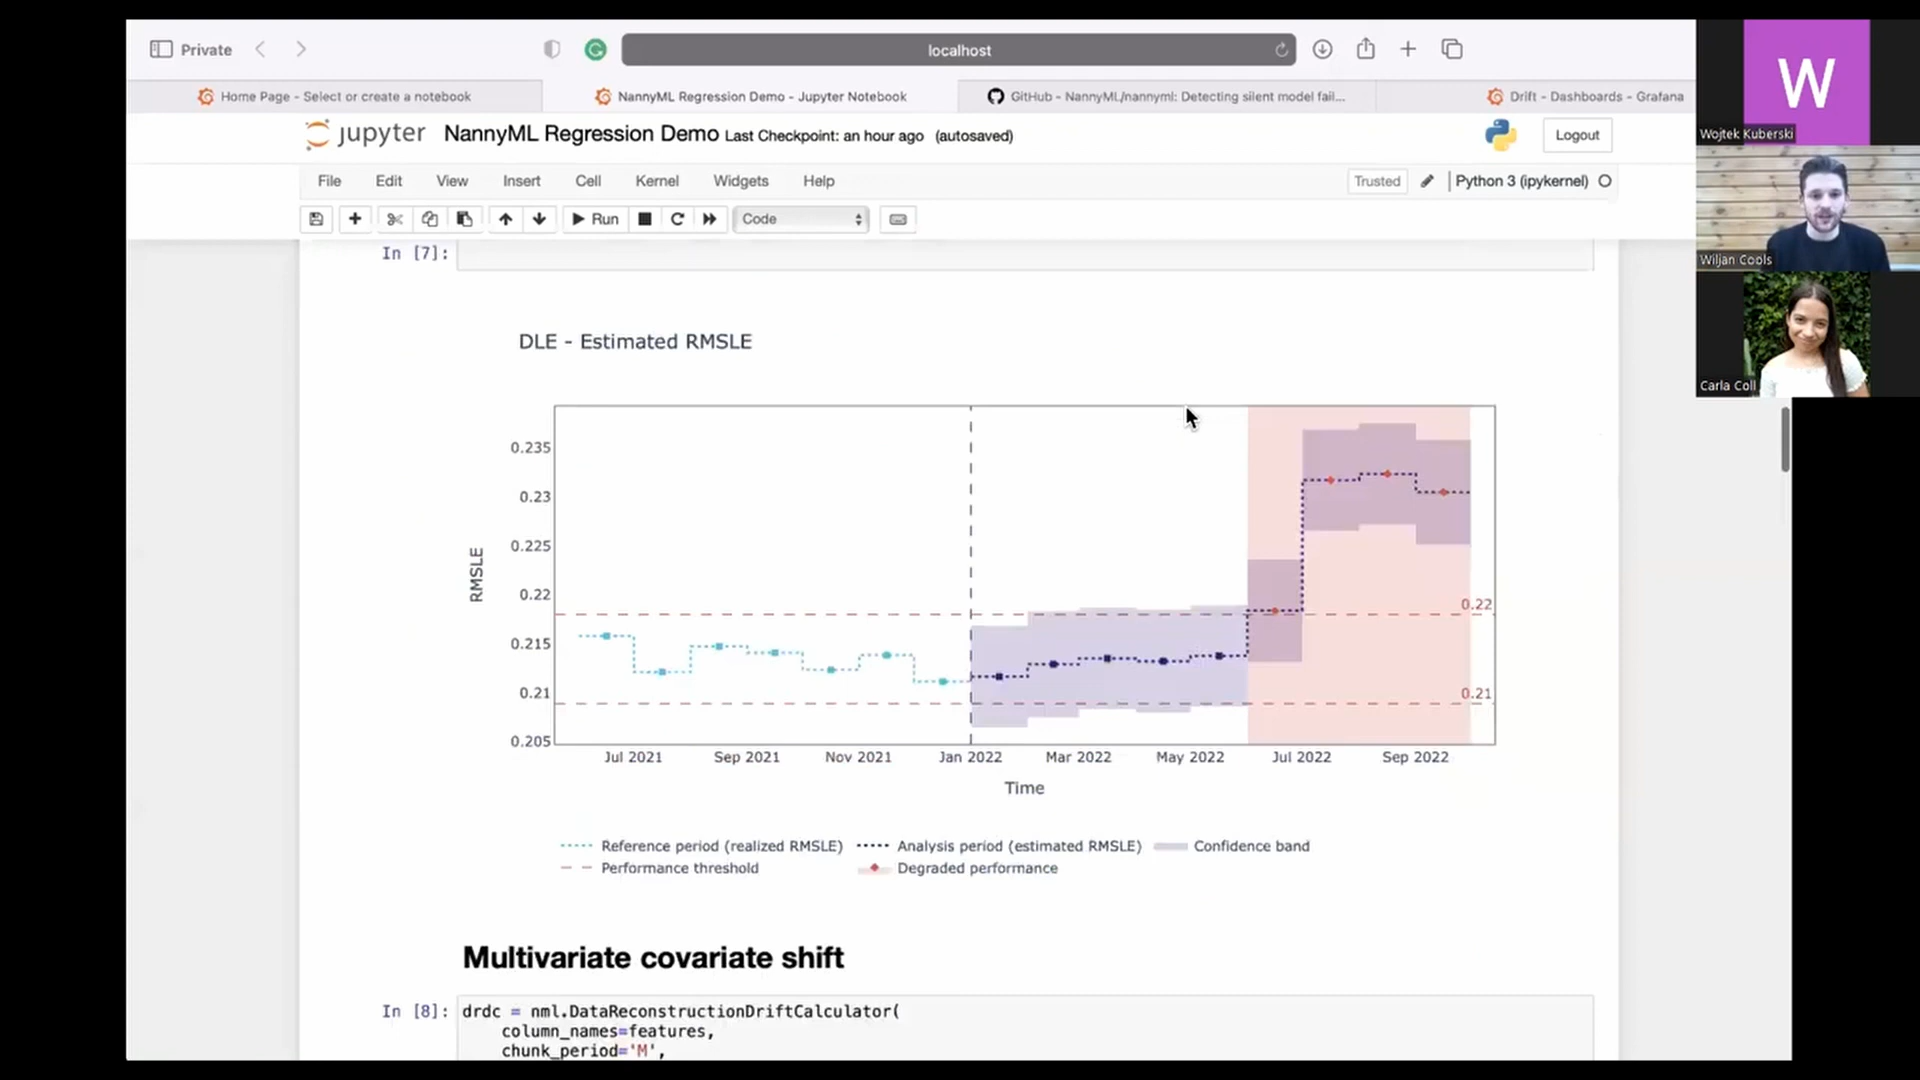 Private
localhost
Home Page - Select or create a notebook
NannyML Regression Demo - Jupyter Notebook
GitHub - NannyML/nannyml: Detecting silent model fail...
Drift - Dashboards - Grafana
W
Wojtek Kuberski
Wiljan Cools
Carla Coll
jupyter NannyML Regression Demo Last Checkpoint: an hour ago (autosaved)
Logout
File Edit View Insert Cell Kernel Widgets Help
Trusted
Python 3 (ipykernel)
Run
Code
In [7]:
DLE - Estimated RMSLE
0.235
0.23
0.225
0.22
0.215
0.21
0.205
RMSLE
0.22
0.21
Jul 2021 Sep 2021 Nov 2021 Jan 2022 Mar 2022 May 2022 Jul 2022 Sep 2022
Time
Reference period (realized RMSLE) Analysis period (estimated RMSLE) Confidence band
Performance threshold Degraded performance
Multivariate covariate shift
In [8]: drdc = nml.DataReconstructionDriftCalculator(
column_names=features,
chunk_period='M',